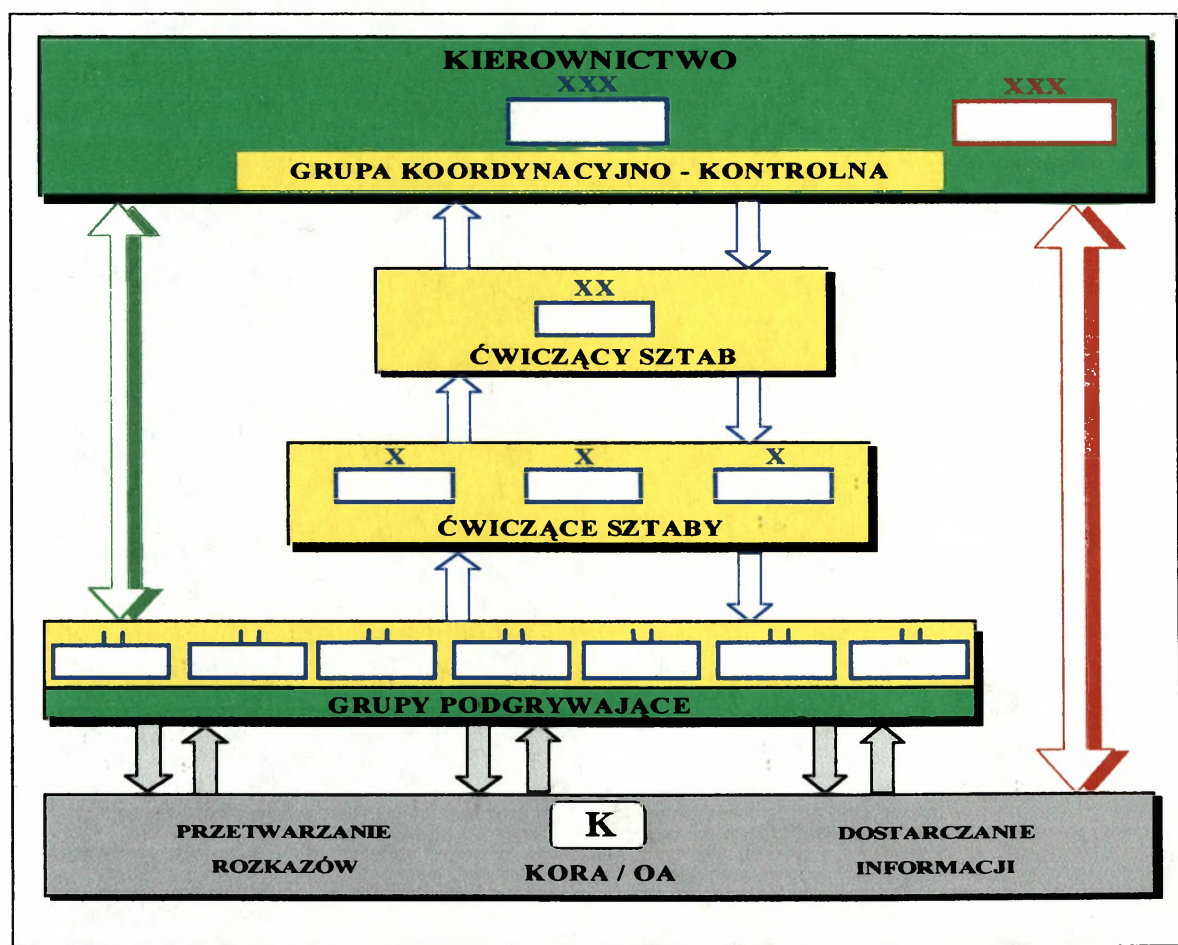 KIEROWNICTWO
XXX
XXX
GRUPA KOORDYNACYJNO - KONTROLNA
XX
ĆWICZĄCY SZTAB
X X X
ĆWICZĄCE SZTABY
I I I I I I I I I I I I I I
GRUPY PODGRYWAJĄCE
PRZETWARZANIE
ROZKAZÓW
K
KORA / OA
DOSTARCZANIE
INFORMACJI